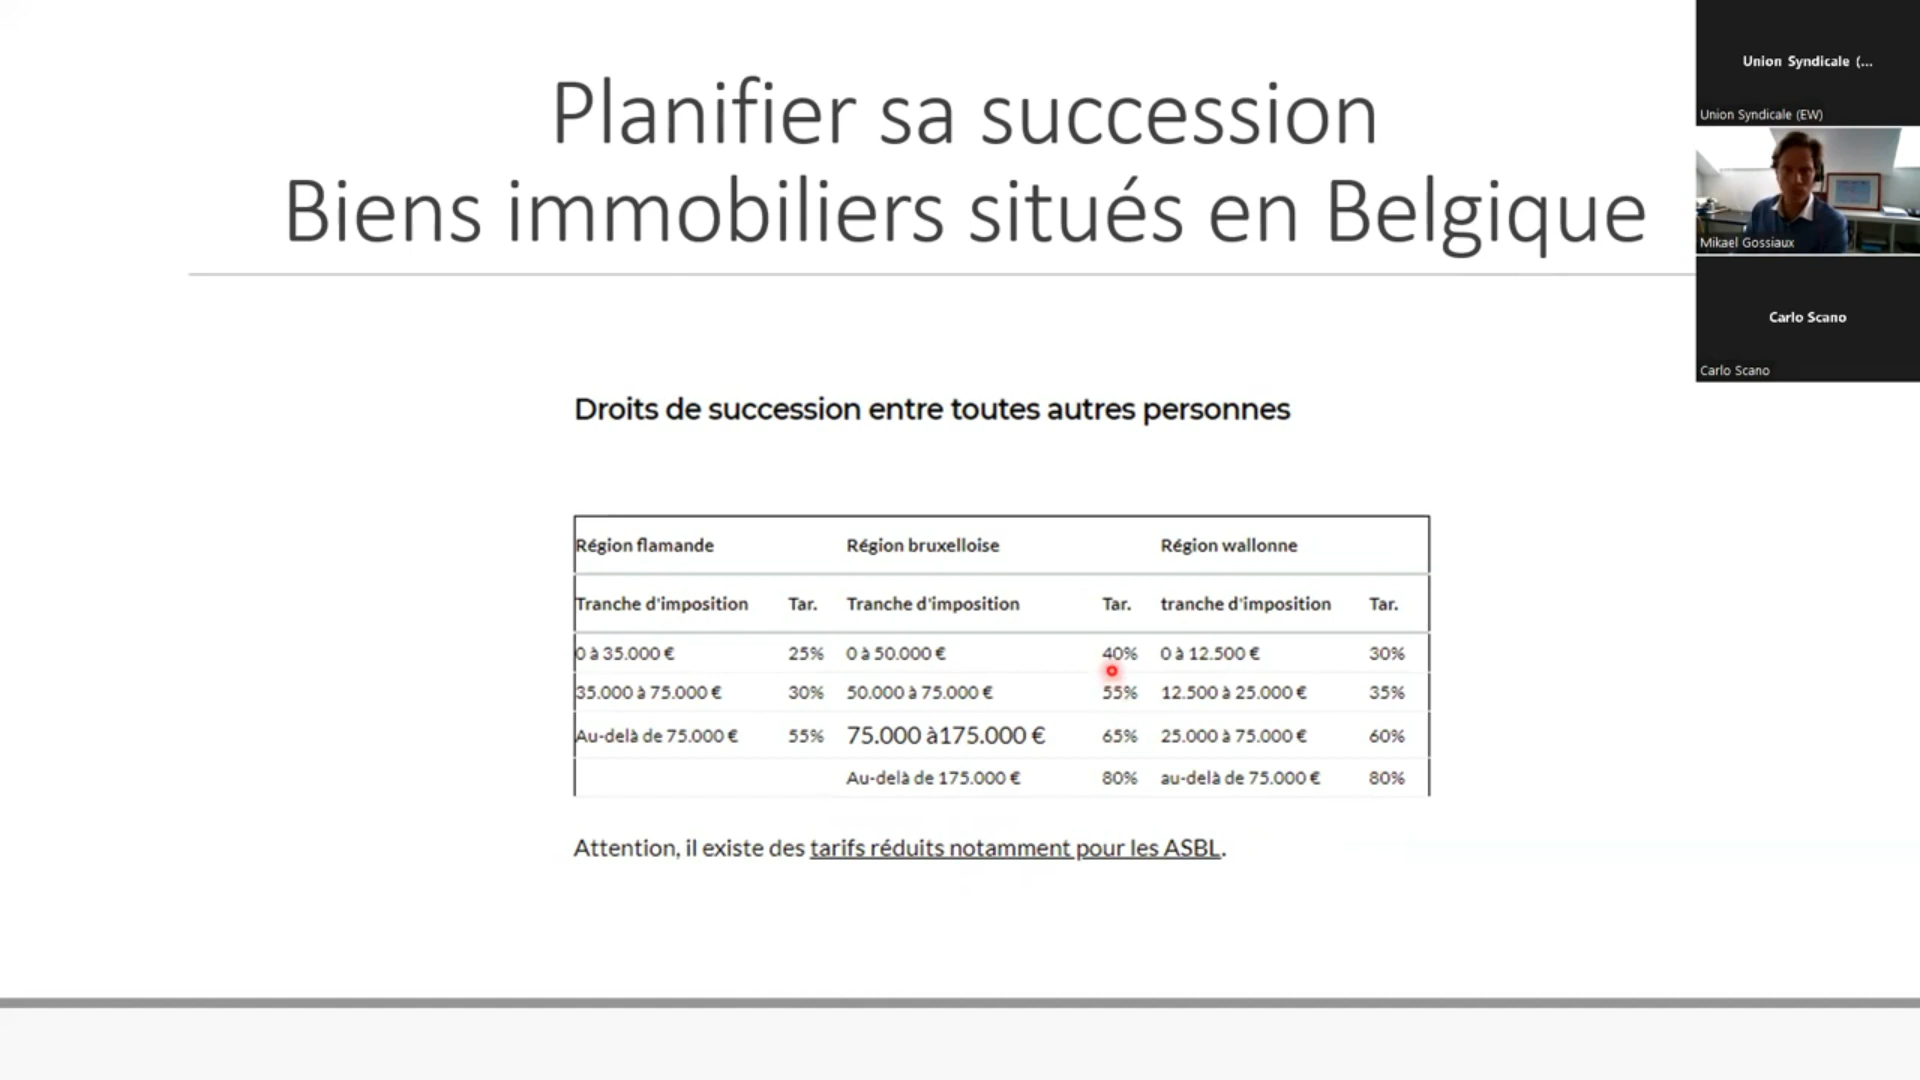 Planifier sa succession
Biens immobiliers situés en Belgique
Droits de succession entre toutes autres personnes
Région flamande Région bruxelloise Région wallonne
Tranche d'imposition Tar. Tranche d'imposition Tar. tranche d'imposition Tar.
0 à 35.000 € 25% 0 à 50.000 € 40% 0 à 12.500 € 30%
35.000 à 75.000 € 30% 50.000 à 75.000 € 55% 12.500 à 25.000 € 35%
Au-delà de 75.000 € 55% 75.000 à175.000 € 65% 25.000 à 75.000 € 60%
Au-delà de 175.000 € 80% au-delà de 75.000 € 80%
Attention, il existe des tarifs réduits notamment pour les ASBL.
Union Syndicale (...
Union Syndicale (EW)
Mikael Gossiaux
Carlo Scano
Carlo Scano